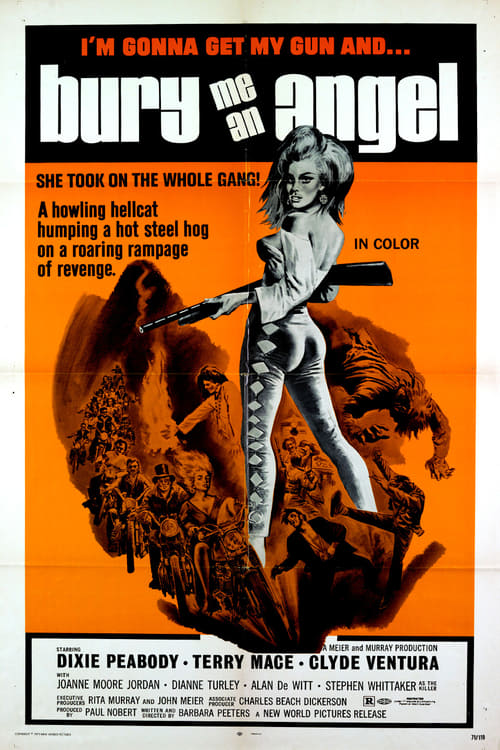 I'M GONNA GET MY GUN AND...
bury me an angel
SHE TOOK ON THE WHOLE GANG!
A howling hellcat
humping a hot steel hog
on a roaring rampage
of revenge.
IN COLOR
A MEIER and MURRAY PRODUCTION
STARRING
DIXIE PEABODY • TERRY MACE • CLYDE VENTURA
WITH JOANNE MOORE JORDAN • DIANNE TURLEY • ALAN De WITT • STEPHEN WHITTAKER AS THE KILLER
EXECUTIVE PRODUCERS RITA MURRAY and JOHN MEIER ASSOCIATE PRODUCER CHARLES BEACH DICKERSON
PRODUCED BY PAUL NOBERT WRITTEN AND DIRECTED BY BARBARA PEETERS A NEW WORLD PICTURES RELEASE
R RESTRICTED